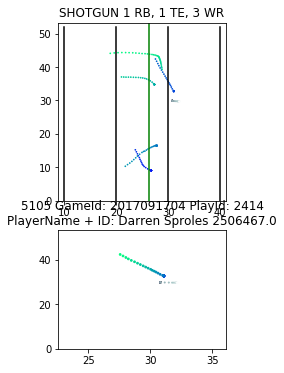 SHOTGUN 1 RB, 1 TE, 3 WR
50
40
30
20
10
0
10 20 30 40
5105 GameId: 2017091704 PlayId: 2414
PlayerName + ID: Darren Sproles 2506467.0
40
20
0
25 30 35